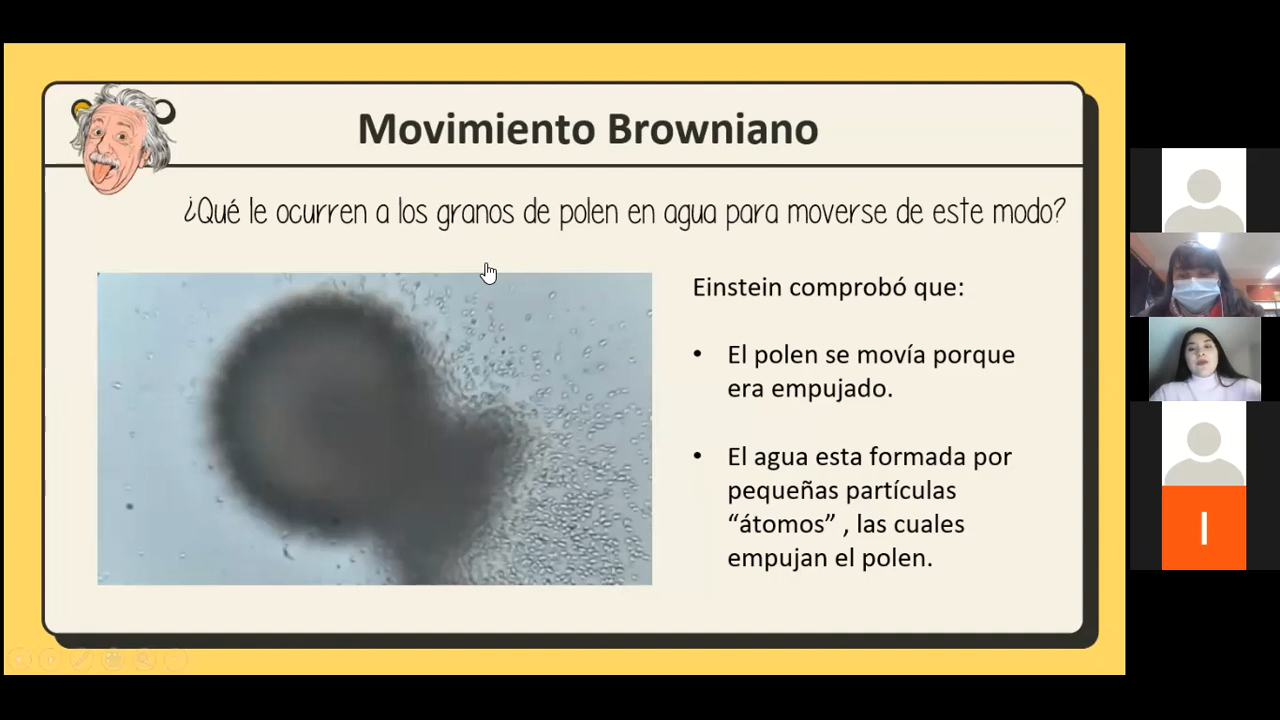 Movimiento Browniano
¿Qué le ocurren a los granos de polen en agua para moverse de este modo?
Einstein comprobó que:
• El polen se movía porque
era empujado.
• El agua esta formada por
pequeñas partículas
“átomos” , las cuales
empujan el polen.
I